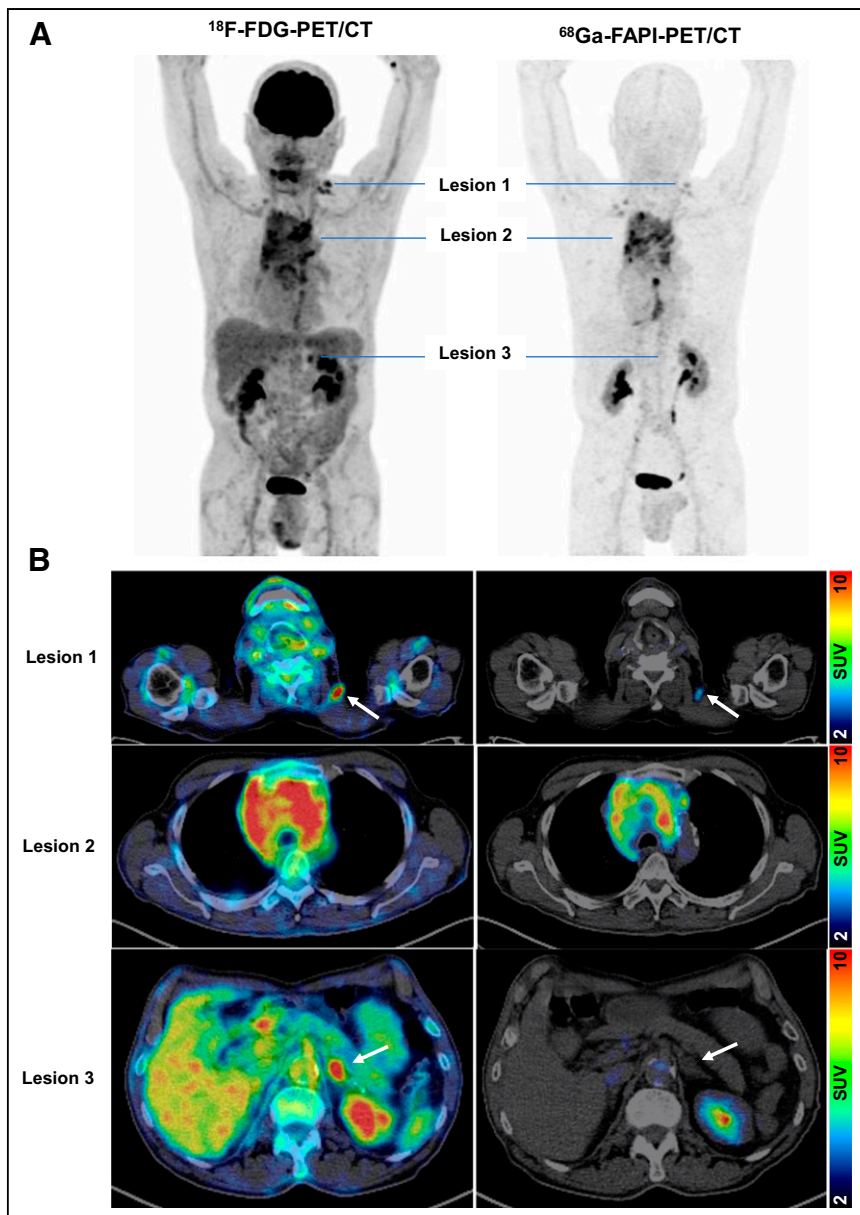 A
¹⁸F-FDG-PET/CT
⁶⁸Ga-FAPI-PET/CT
Lesion 1
Lesion 2
Lesion 3
B
Lesion 1
10
SUV
2
Lesion 2
10
SUV
2
Lesion 3
10
SUV
2